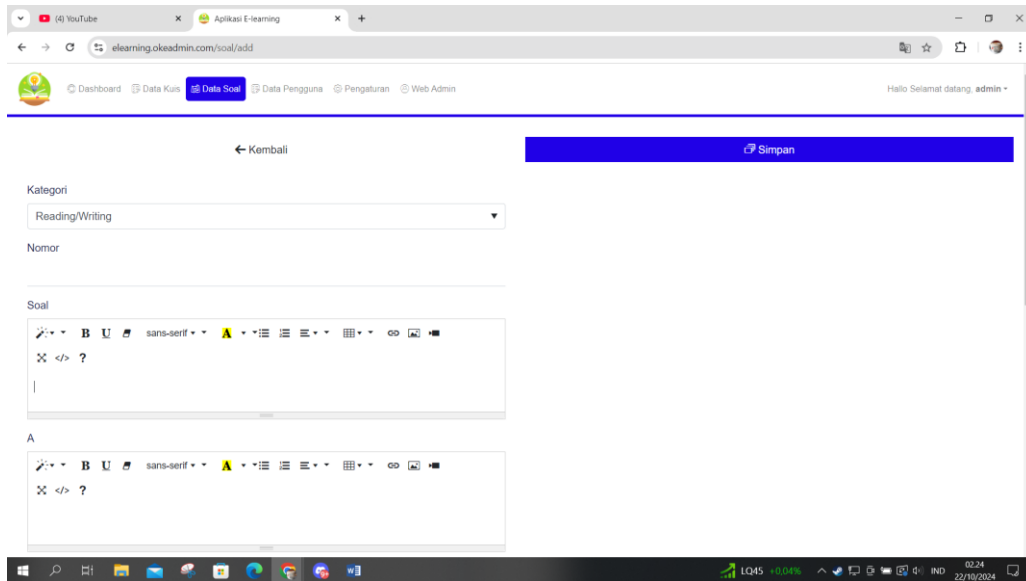 (4) YouTube
Aplikasi E-learning
elearning.okeadmin.com/soal/add
Dashboard Data Kuis Data Soal Data Pengguna Pengaturan Web Admin Hallo Selamat datang, admin
Kembali
Simpan
Kategori
Reading/Writing
Nomor
Soal
B U sans-serif A
</> ?
A
B U sans-serif A
</> ?
LQ45 +0,04% IND 02.24
22/10/2024